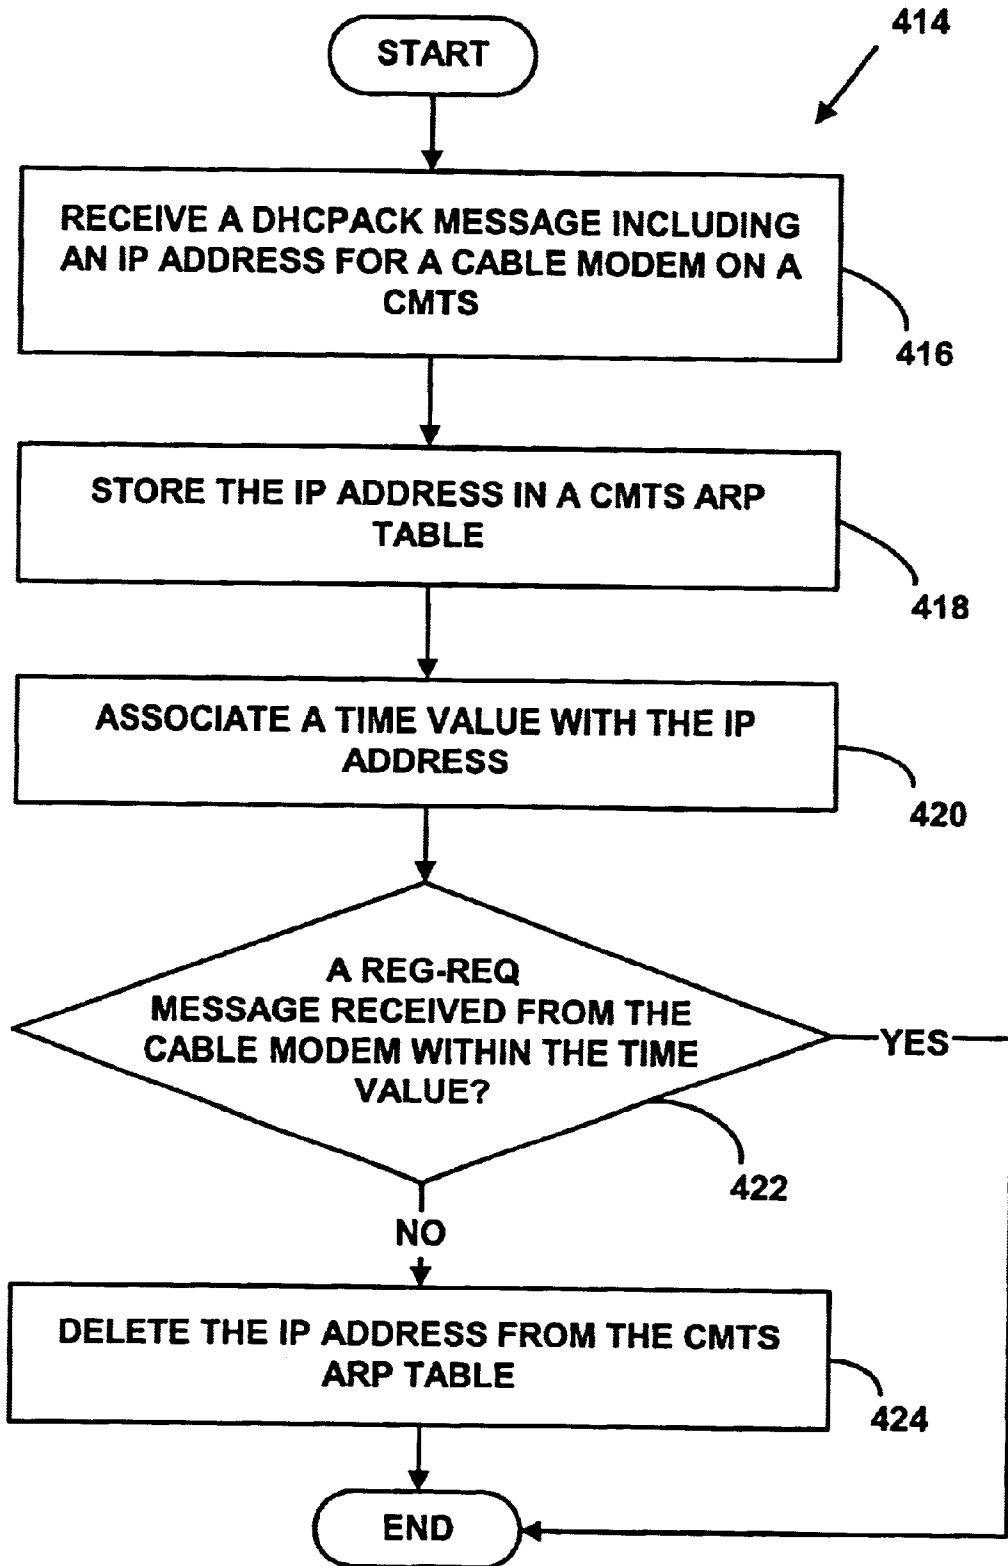 414
START
RECEIVE A DHCPACK MESSAGE INCLUDING
AN IP ADDRESS FOR A CABLE MODEM ON A
CMTS
416
STORE THE IP ADDRESS IN A CMTS ARP
TABLE
418
ASSOCIATE A TIME VALUE WITH THE IP
ADDRESS
420
A REG-REQ
MESSAGE RECEIVED FROM THE
CABLE MODEM WITHIN THE TIME
VALUE?
YES
422
NO
DELETE THE IP ADDRESS FROM THE CMTS
ARP TABLE
424
END